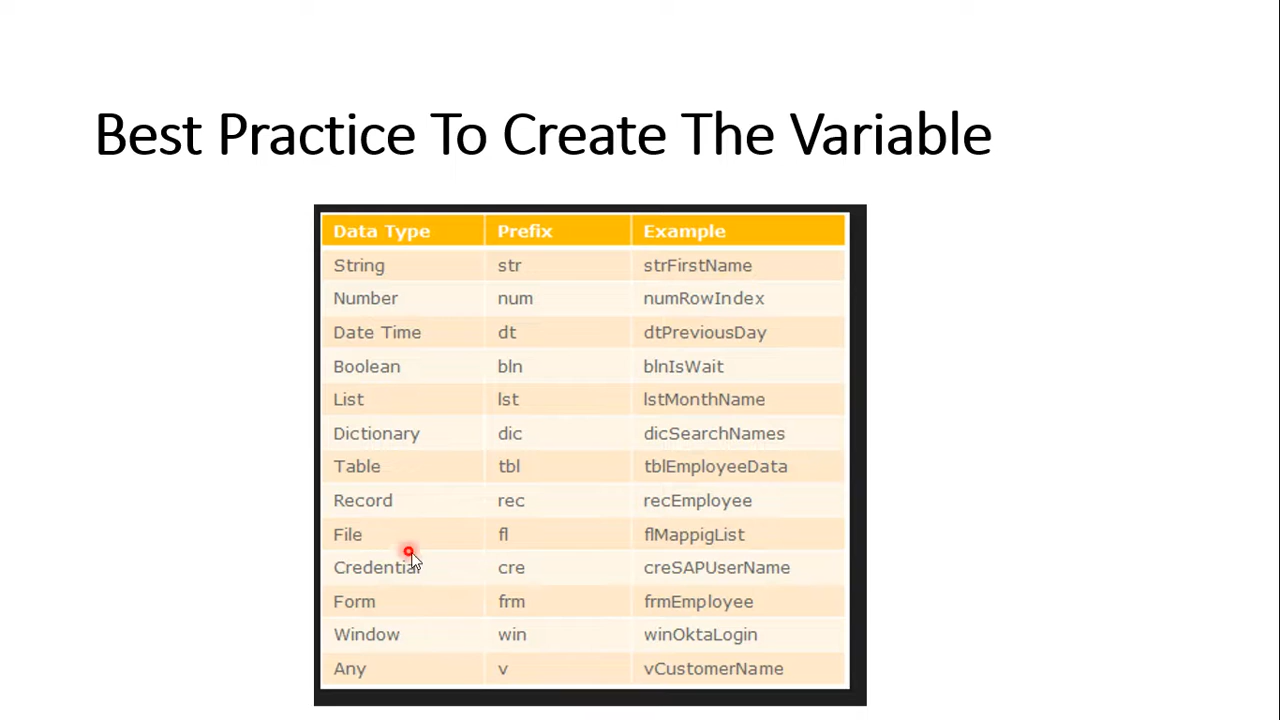 Best Practice To Create The Variable
Data Type Prefix Example
String str strFirstName
Number num numRowIndex
Date Time dt dtPreviousDay
Boolean bln blnIsWait
List lst lstMonthName
Dictionary dic dicSearchNames
Table tbl tblEmployeeData
Record rec recEmployee
File fl flMappigList
Credential cre creSAPUserName
Form frm frmEmployee
Window win winOktaLogin
Any v vCustomerName